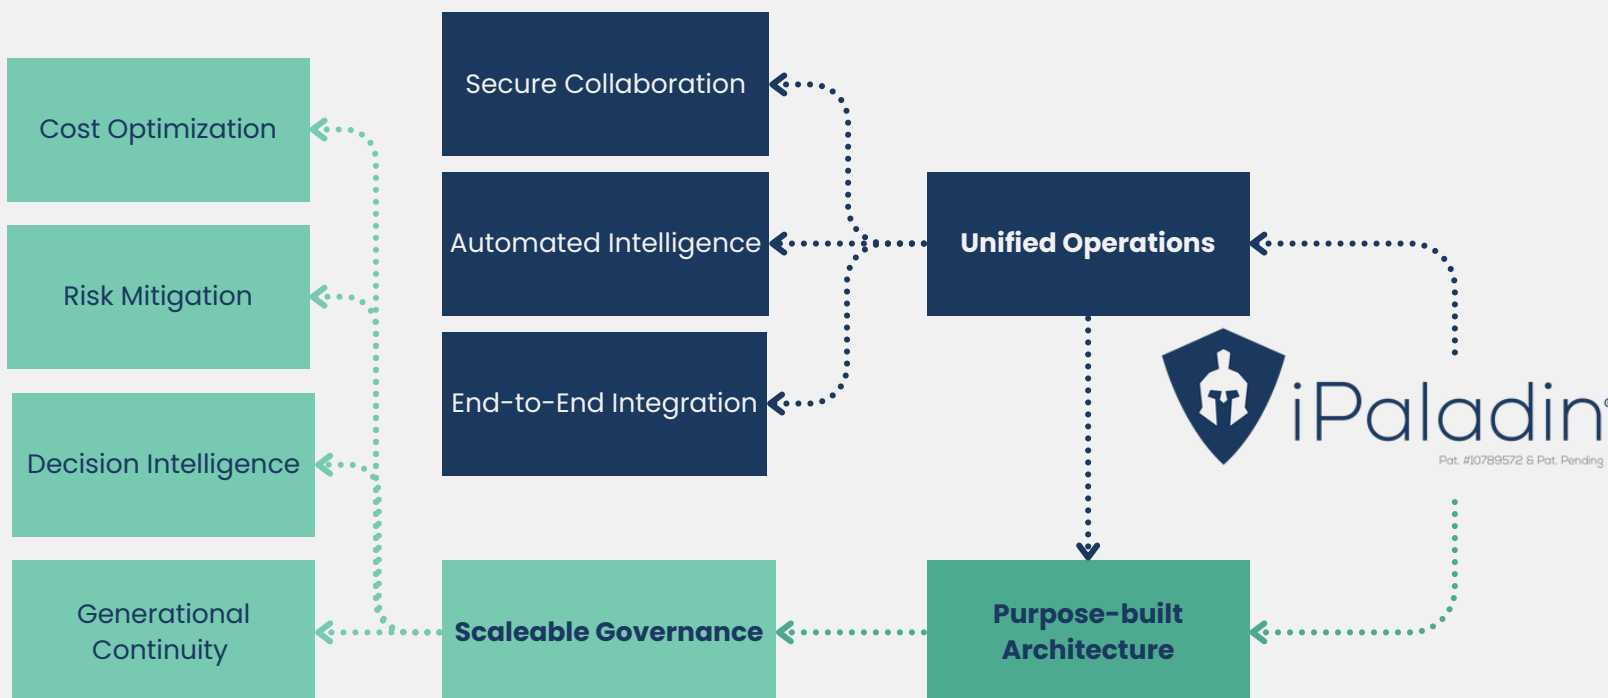 Secure Collaboration
Cost Optimization
Automated Intelligence
Unified Operations
Risk Mitigation
End-to-End Integration
iPaladin
Pat. #10789572 & Pat. Pending
Decision Intelligence
Generational
Continuity
Scaleable Governance
Purpose-built
Architecture